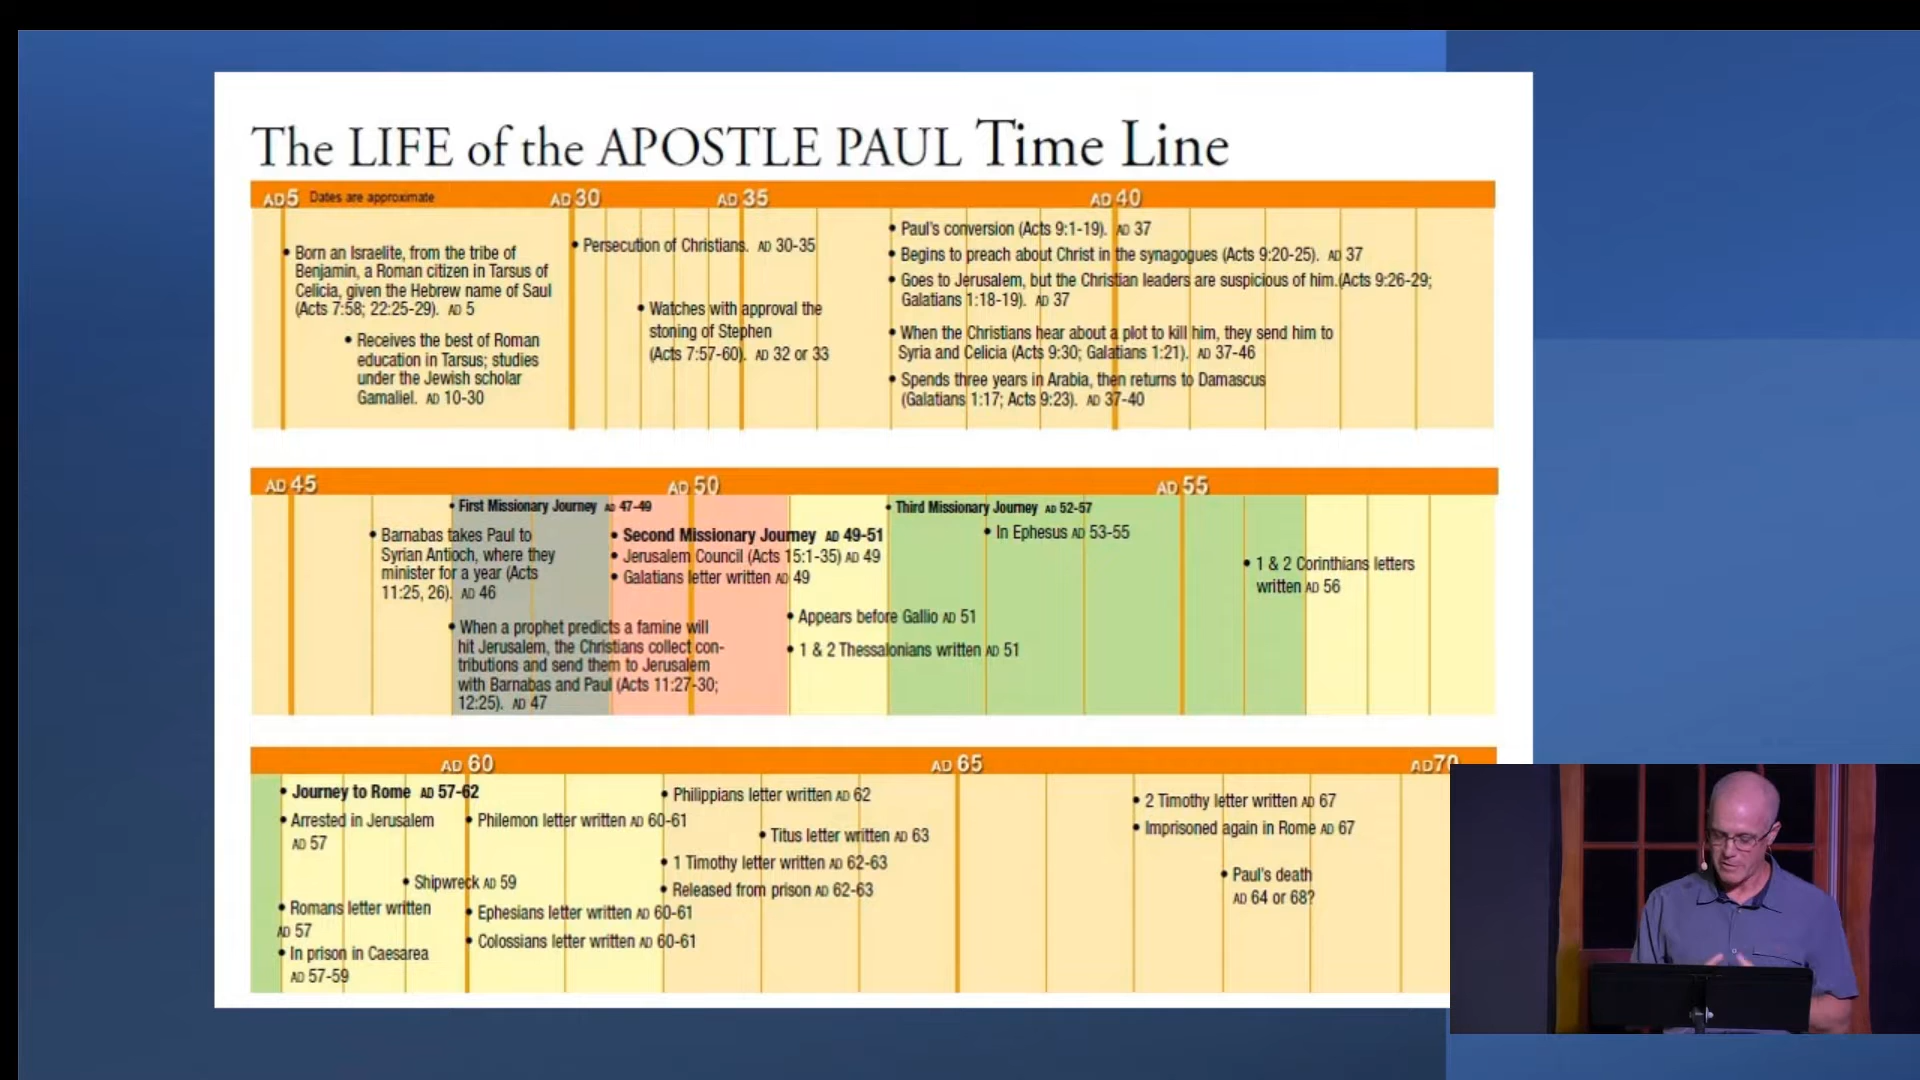 The LIFE of the APOSTLE PAUL Time Line
AD 5 Dates are approximate AD 30 AD 35 AD 40
• Born an Israelite, from the tribe of
Benjamin, a Roman citizen in Tarsus of
Celicia, given the Hebrew name of Saul
(Acts 7:58; 22:25-29). AD 5
• Receives the best of Roman
education in Tarsus; studies
under the Jewish scholar
Gamaliel. AD 10-30
• Persecution of Christians. AD 30-35
• Watches with approval the
stoning of Stephen
(Acts 7:57-60). AD 32 or 33
• Paul's conversion (Acts 9:1-19). AD 37
• Begins to preach about Christ in the synagogues (Acts 9:20-25). AD 37
• Goes to Jerusalem, but the Christian leaders are suspicious of him.(Acts 9:26-29;
Galatians 1:18-19). AD 37
• When the Christians hear about a plot to kill him, they send him to
Syria and Celicia (Acts 9:30; Galatians 1:21). AD 37-46
• Spends three years in Arabia, then returns to Damascus
(Galatians 1:17; Acts 9:23). AD 37-40
AD 45 AD 50 AD 55
• First Missionary Journey AD 47-49
• Barnabas takes Paul to
Syrian Antioch, where they
minister for a year (Acts
11:25, 26). AD 46
• When a prophet predicts a famine will
hit Jerusalem, the Christians collect con-
tributions and send them to Jerusalem
with Barnabas and Paul (Acts 11:27-30;
12:25). AD 47
• Second Missionary Journey AD 49-51
• Jerusalem Council (Acts 15:1-35) AD 49
• Galatians letter written AD 49
• Appears before Gallio AD 51
• 1 & 2 Thessalonians written AD 51
• Third Missionary Journey AD 52-57
• In Ephesus AD 53-55
• 1 & 2 Corinthians letters
written AD 56
AD 60 AD 65 AD 70
• Journey to Rome AD 57-62
• Arrested in Jerusalem
AD 57
• Shipwreck AD 59
• Romans letter written
AD 57
• In prison in Caesarea
AD 57-59
• Philemon letter written AD 60-61
• Ephesians letter written AD 60-61
• Colossians letter written AD 60-61
• Philippians letter written AD 62
• Titus letter written AD 63
• 1 Timothy letter written AD 62-63
• Released from prison AD 62-63
• 2 Timothy letter written AD 67
• Imprisoned again in Rome AD 67
• Paul's death
AD 64 or 68?